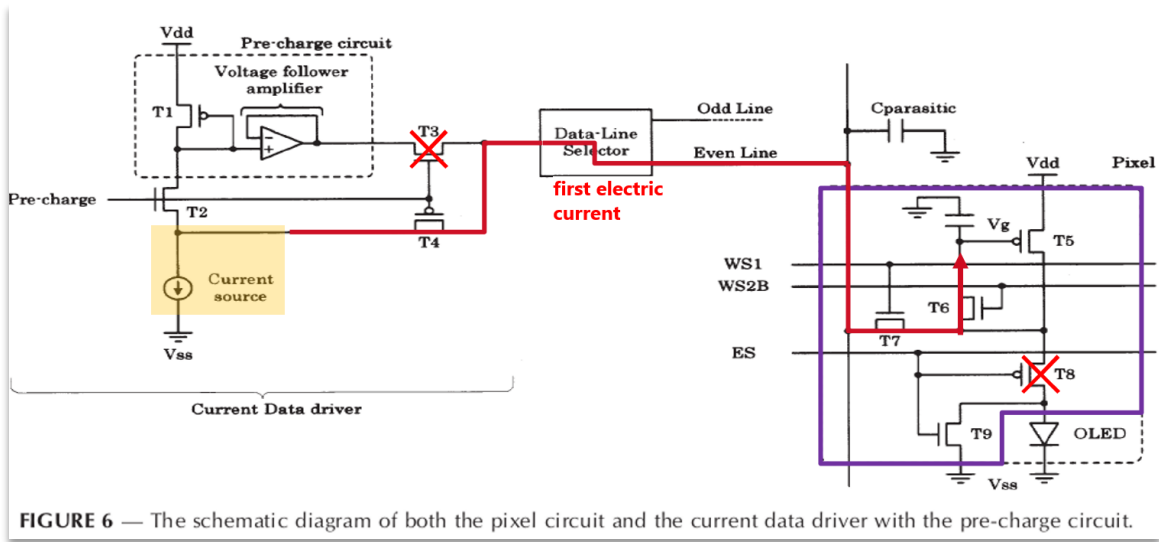 Vdd
Pre-charge circuit
Voltage follower
amplifier
T1
T3
Odd Line
Cparasitic
Data-Line
Selector
Even Line
Vdd
Pixel
first electric
current
Pre-charge
T2
T4
Vg
T5
WS1
WS2B
Current
source
T6
T7
Vss
ES
T8
Current Data driver
T9
OLED
Vss
FIGURE 6 — The schematic diagram of both the pixel circuit and the current data driver with the pre-charge circuit.